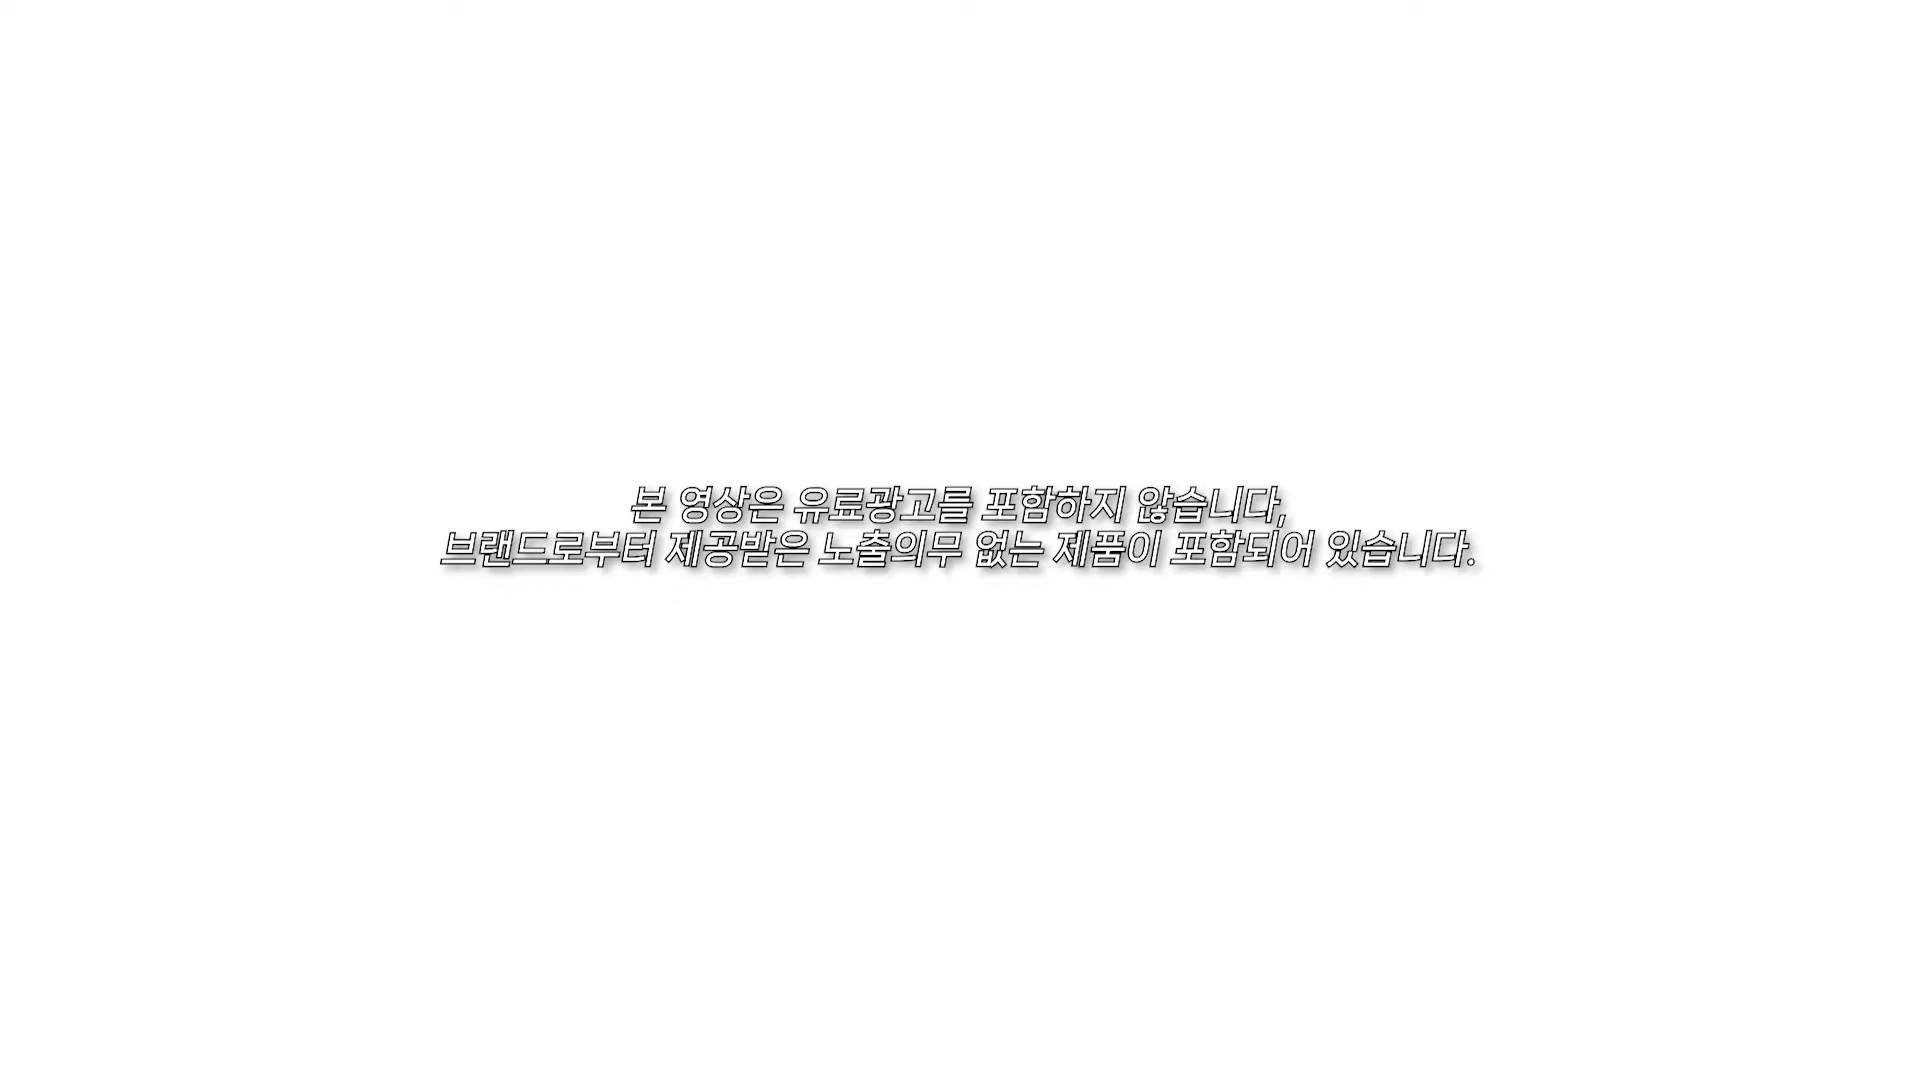 본 영상은 유료광고를 포함하지 않습니다,
브랜드로부터 제공받은 노출의무 없는 제품이 포함되어 있습니다.